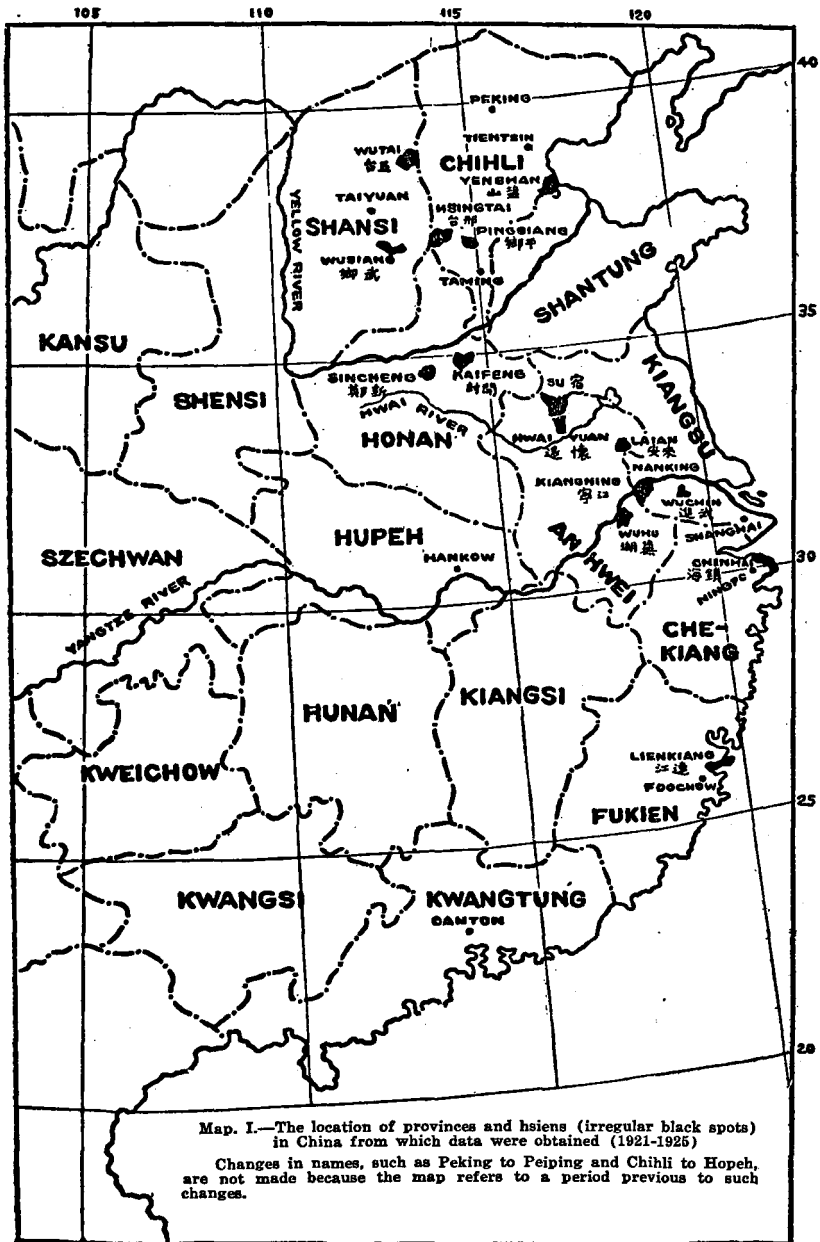 105 110 115 120
40
PEKING
TIENTSIN
WUTAI
台五
CHIHLI
YENSHAN
山鹽
TAIYUAN
HSINGTAI
台邢
YELLOW RIVER
SHANSI
PINGSIANG
鄉平
WUSIANG
鄉武
TAMING
SHANTUNG
35
KANSU
SINCHENG
鄭新
KAIFENG
封開
SU 宿
KIANGSU
SHENSI
HWAI RIVER
HONAN
HWAI YUAN
遠懷
LAIAN
安來
NANKING
KIANGNING
寧江
WUCHIN
進武
HUPEH
WUHU
湖蕪
SHANGHAI
AN HWEI
SZECHWAN
HANKOW
30
CHINHAI
海鎮
NINGPO
YANGTZE RIVER
CHE-
KIANG
HUNAN
KIANGSI
KWEICHOW
LIENKIANG
江連
FOOCHOW
25
FUKIEN
KWANGSI
KWANGTUNG
CANTON
20
Map. I.—The location of provinces and hsiens (irregular black spots)
in China from which data were obtained (1921-1925)
Changes in names, such as Peking to Peiping and Chihli to Hopeh,
are not made because the map refers to a period previous to such
changes.